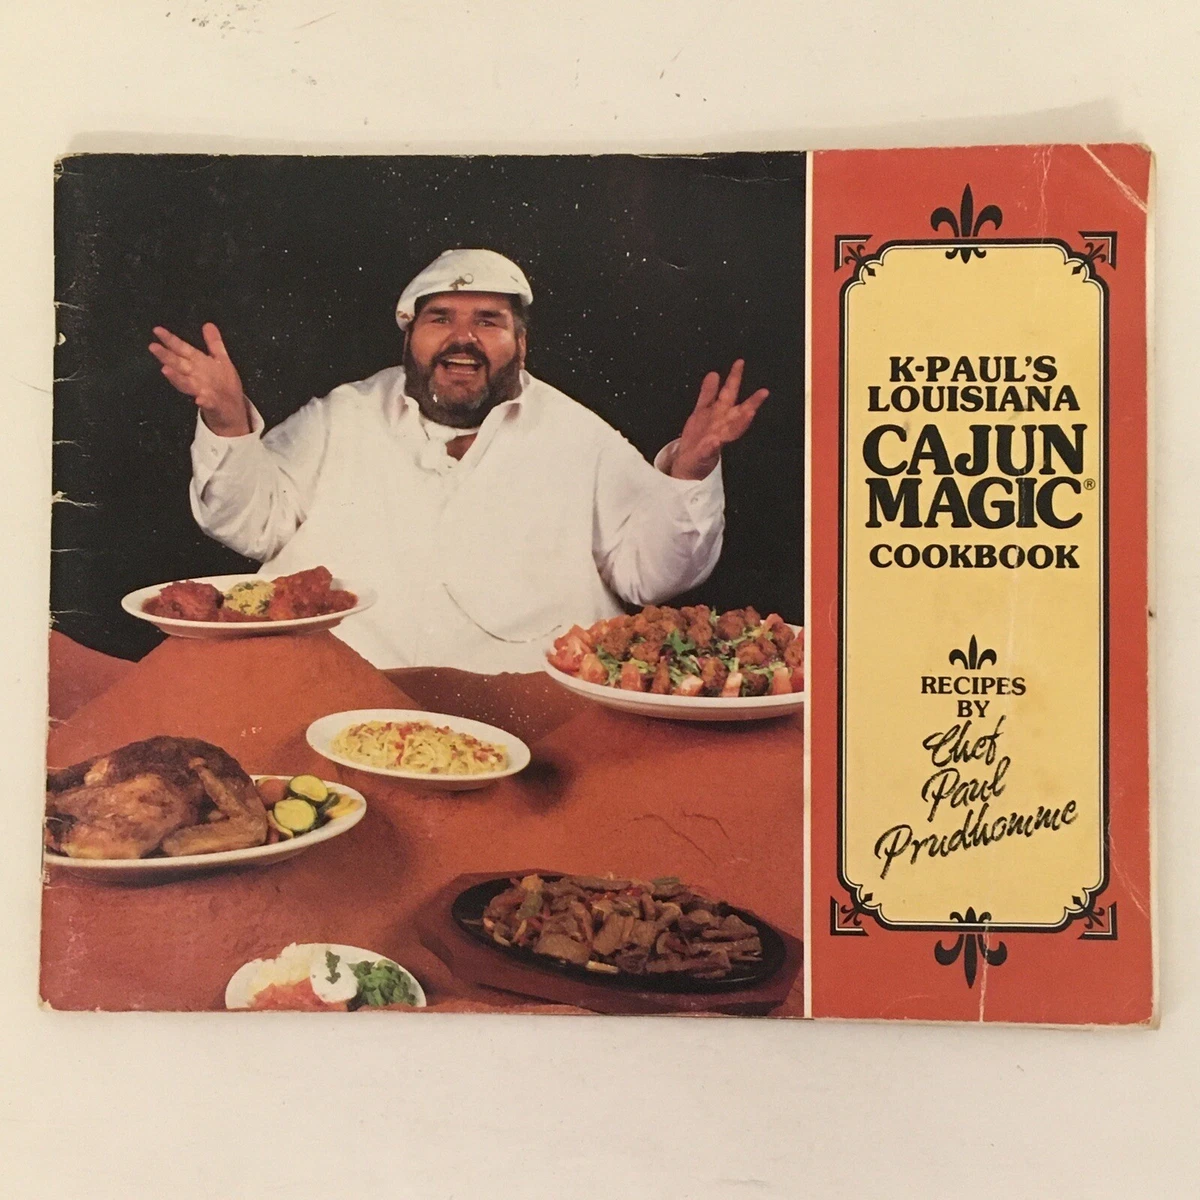 K-PAUL'S
LOUISIANA
CAJUN
MAGIC®
COOKBOOK
RECIPES
BY
Chef
Paul
Prudhomme